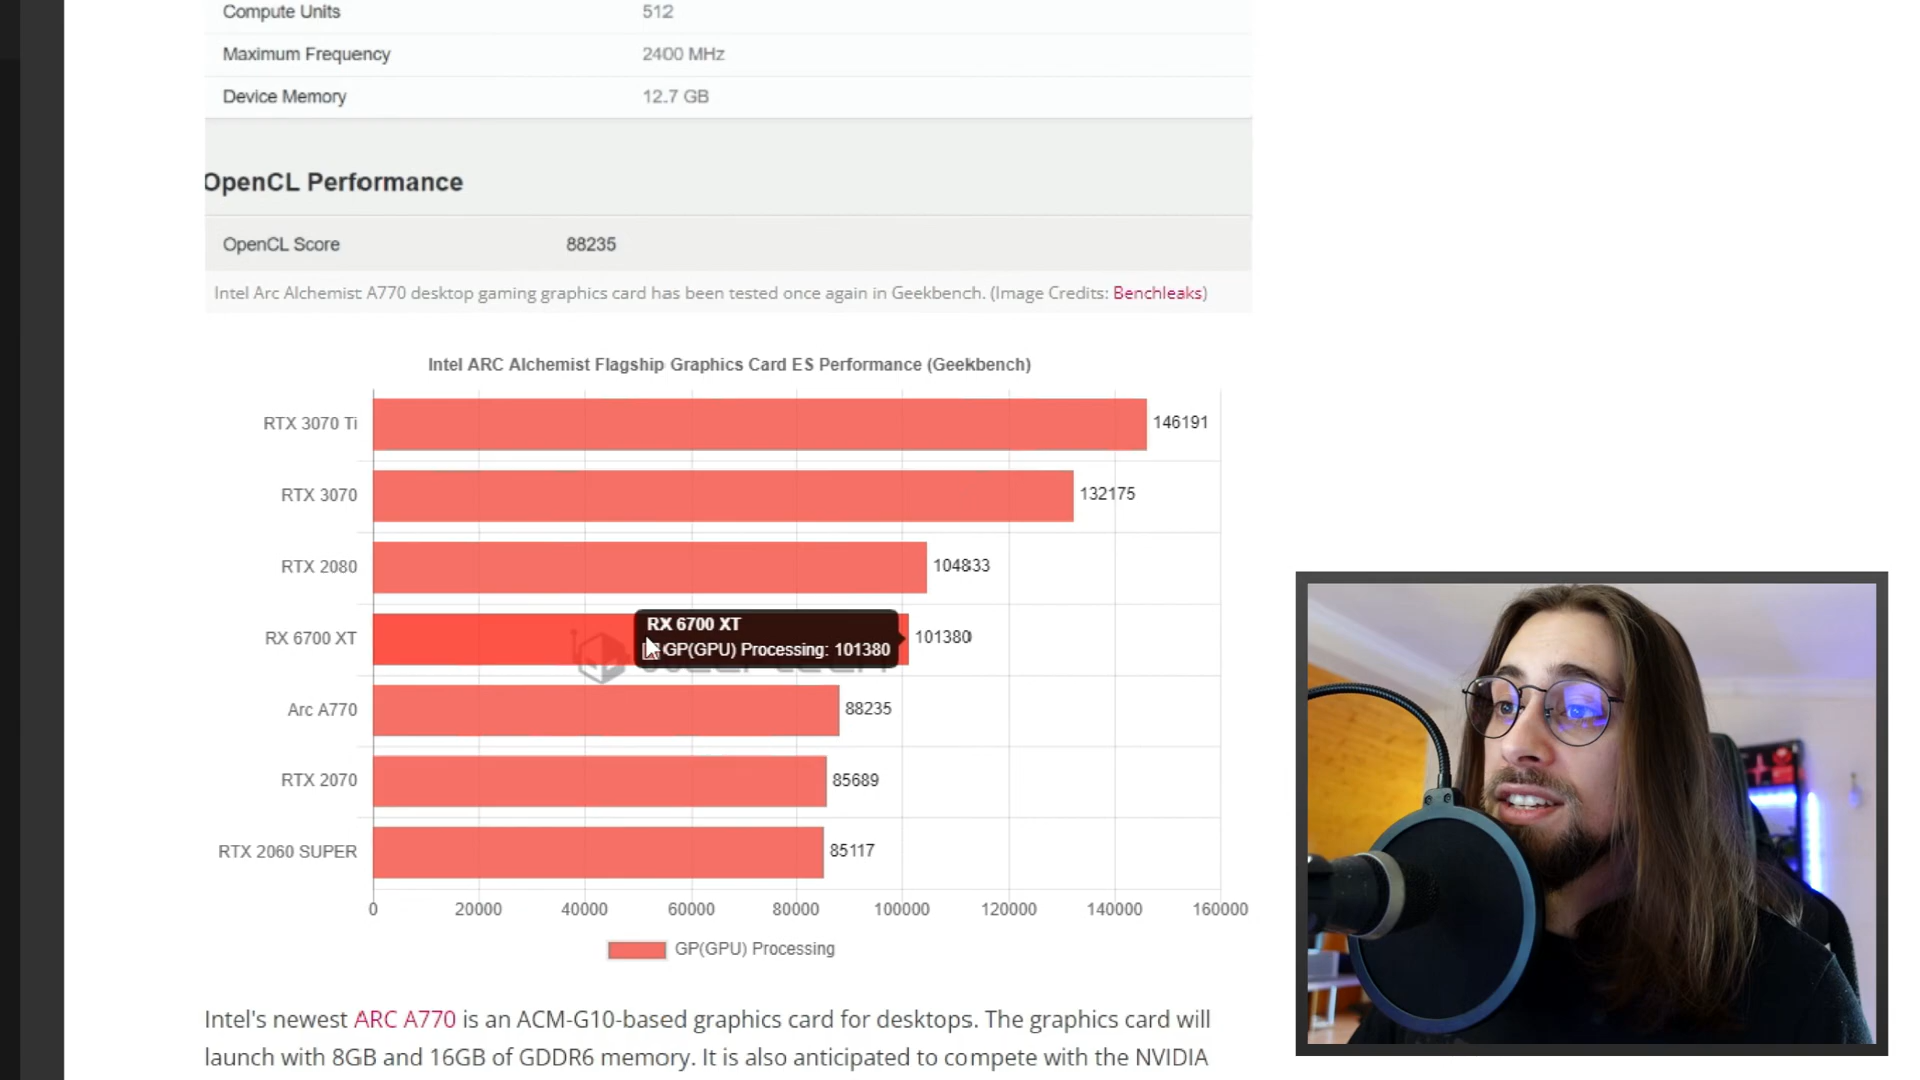 Compute Units 512
Maximum Frequency 2400 MHz
Device Memory 12.7 GB
OpenCL Performance
OpenCL Score 88235
Intel Arc Alchemist A770 desktop gaming graphics card has been tested once again in Geekbench. (Image Credits: Benchleaks)
Intel ARC Alchemist Flagship Graphics Card ES Performance (Geekbench)
RTX 3070 Ti 146191
RTX 3070 132175
RTX 2080 104833
RX 6700 XT 101380
RX 6700 XT
GP(GPU) Processing: 101380
Arc A770 88235
RTX 2070 85689
RTX 2060 SUPER 85117
0 20000 40000 60000 80000 100000 120000 140000 160000
GP(GPU) Processing
Intel's newest ARC A770 is an ACM-G10-based graphics card for desktops. The graphics card will
launch with 8GB and 16GB of GDDR6 memory. It is also anticipated to compete with the NVIDIA